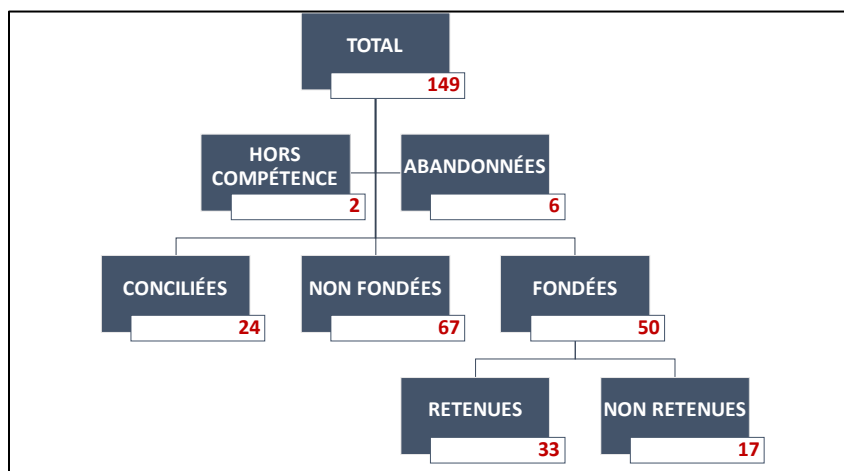 TOTAL
149
HORS
COMPÉTENCE
2
ABANDONNÉES
6
CONCILIÉES
24
NON FONDÉES
67
FONDÉES
50
RETENUES
33
NON RETENUES
17